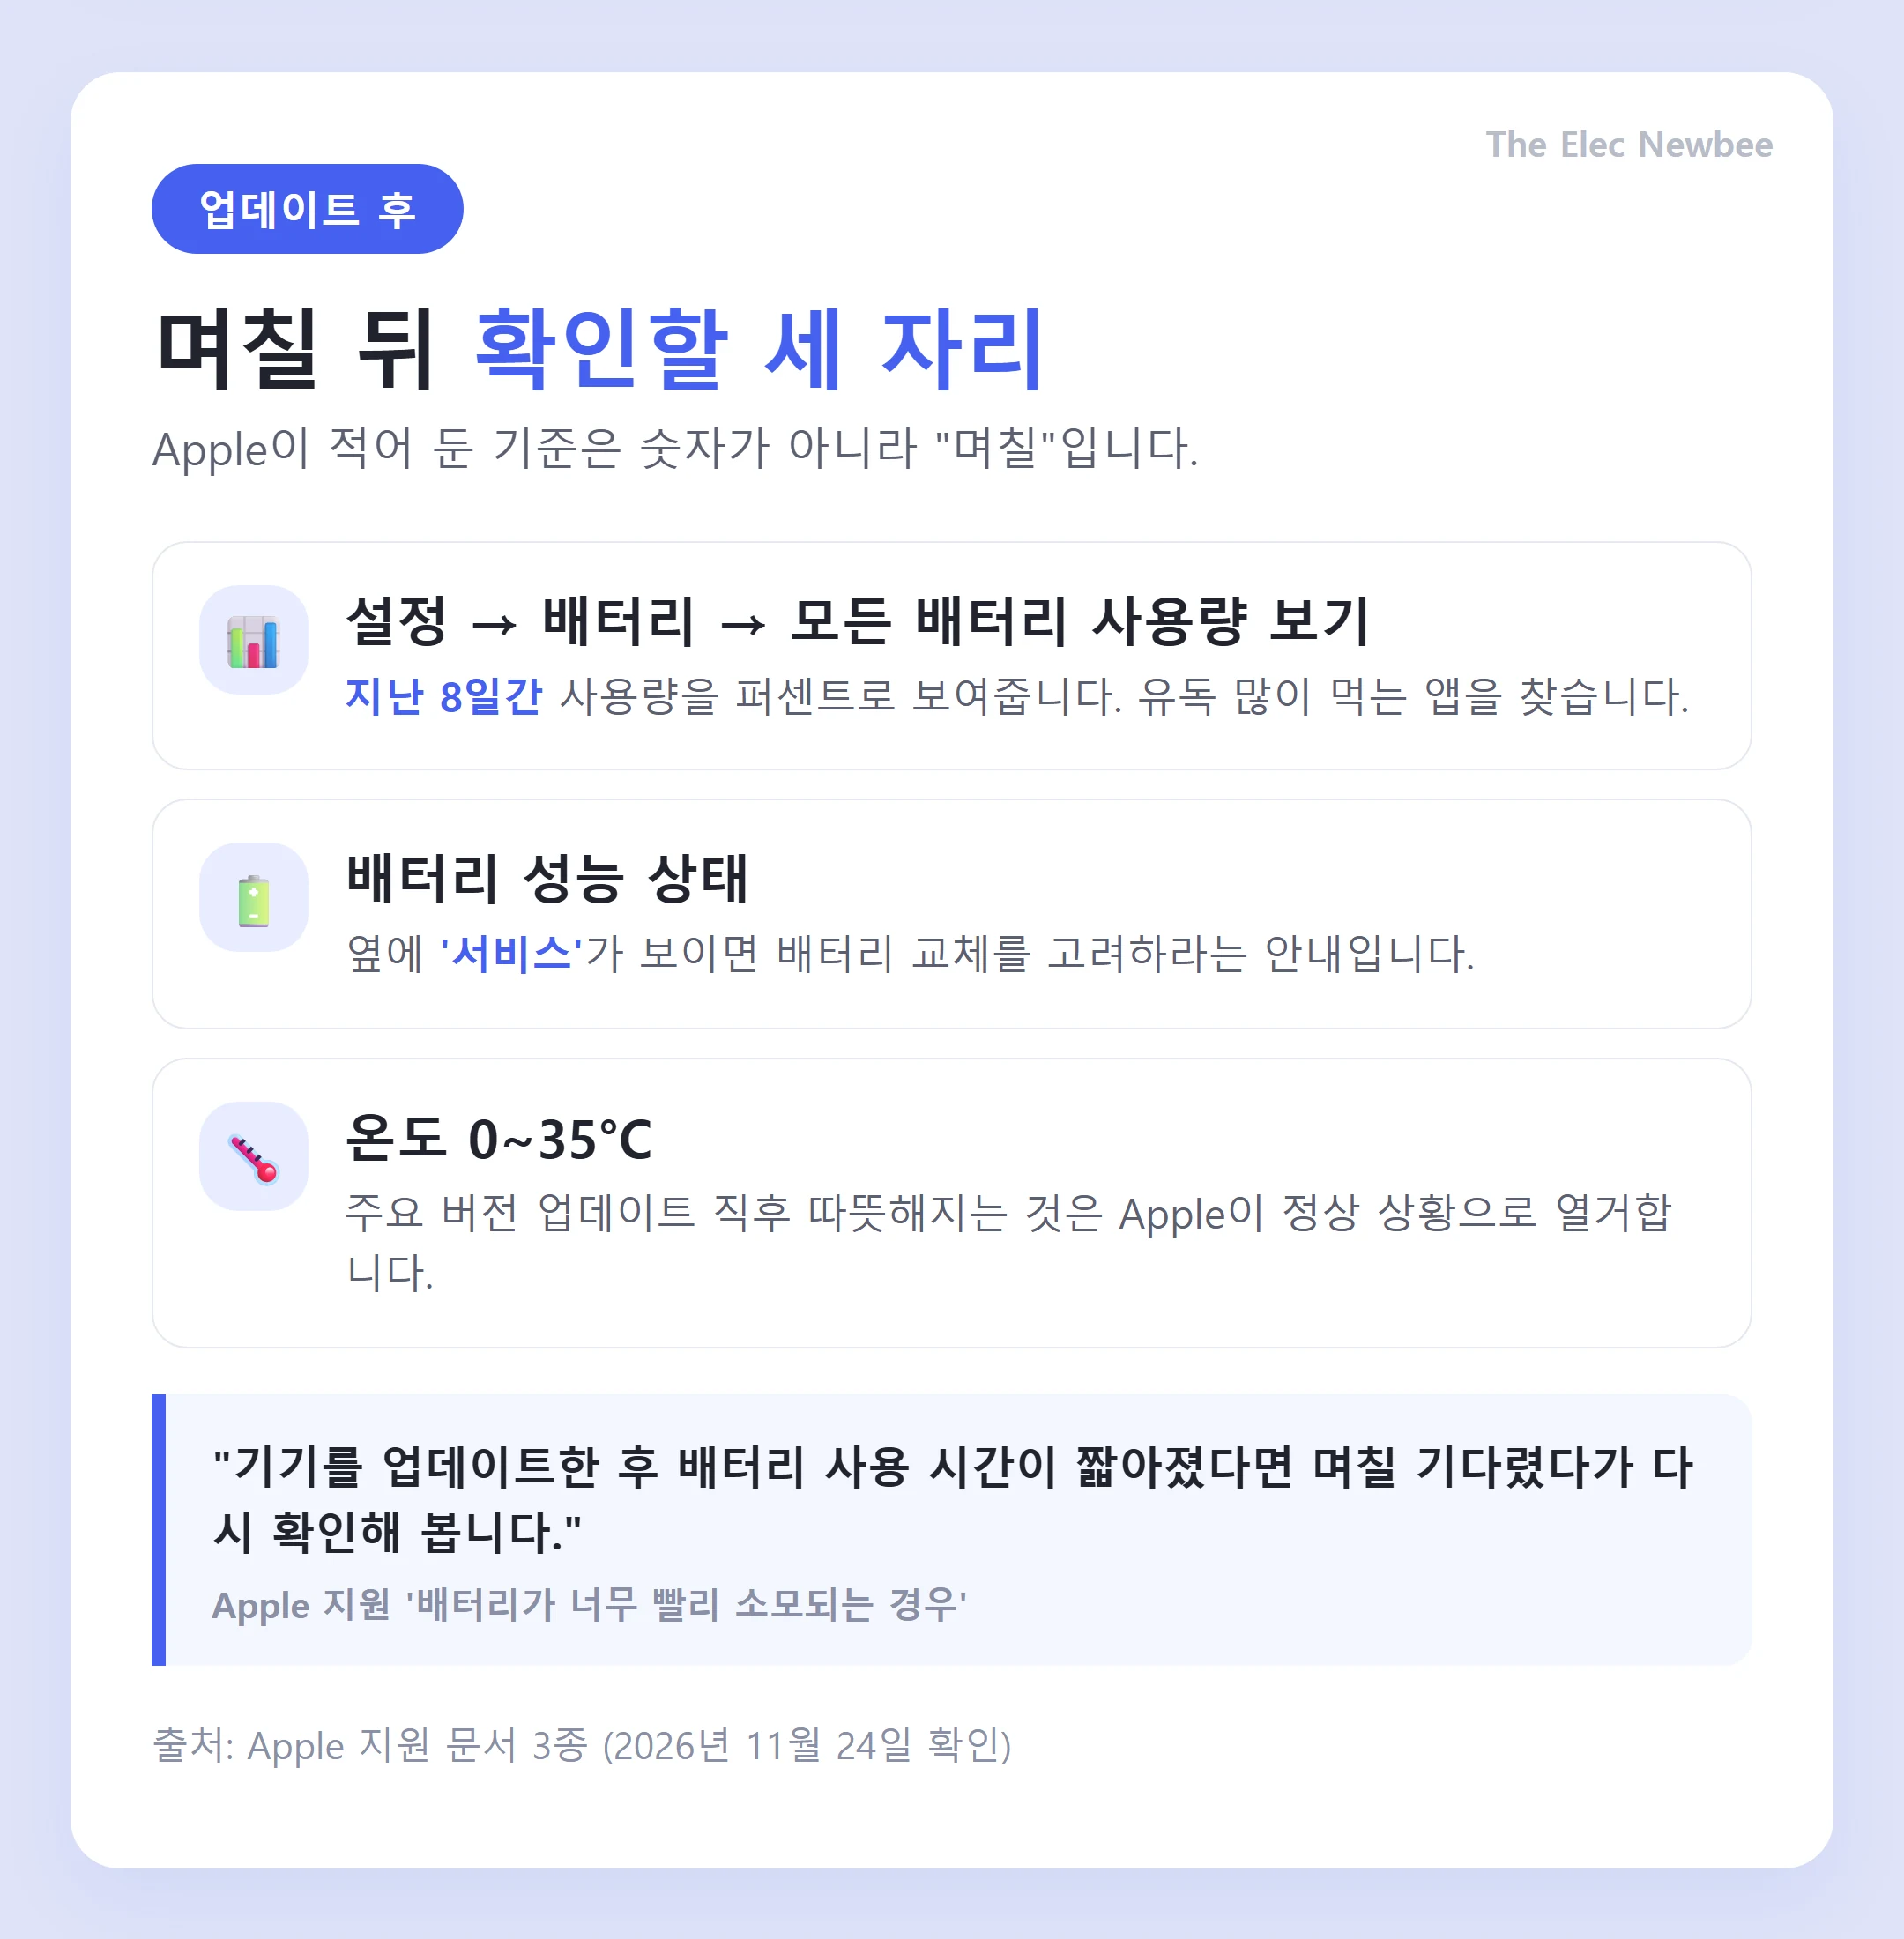 The Elec Newbee
업데이트 후
며칠 뒤 확인할 세 자리
Apple이 적어 둔 기준은 숫자가 아니라 "며칠"입니다.
설정 → 배터리 → 모든 배터리 사용량 보기
지난 8일간 사용량을 퍼센트로 보여줍니다. 유독 많이 먹는 앱을 찾습니다.
배터리 성능 상태
옆에 '서비스'가 보이면 배터리 교체를 고려하라는 안내입니다.
온도 0~35°C
주요 버전 업데이트 직후 따뜻해지는 것은 Apple이 정상 상황으로 열거합
니다.
"기기를 업데이트한 후 배터리 사용 시간이 짧아졌다면 며칠 기다렸다가 다
시 확인해 봅니다."
Apple 지원 '배터리가 너무 빨리 소모되는 경우'
출처: Apple 지원 문서 3종 (2026년 11월 24일 확인)